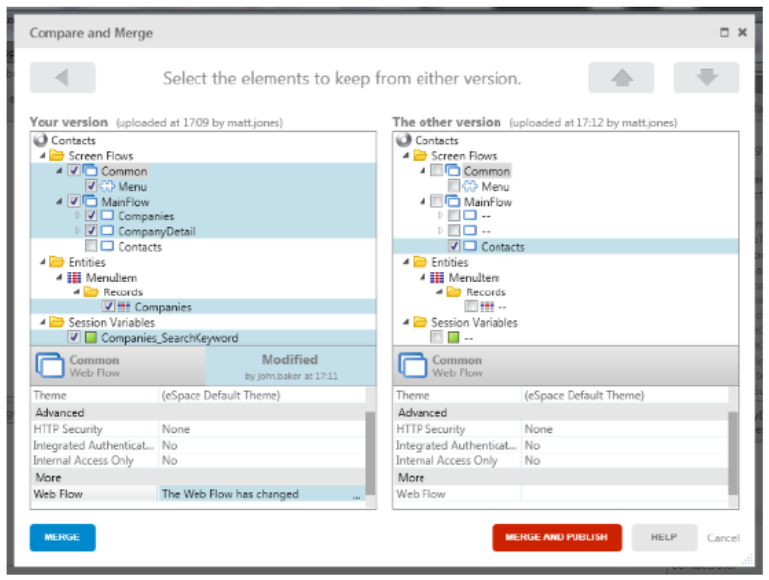 Compare and Merge
Select the elements to keep from either version.
Your version (uploaded at 17:09 by matt.jones)
Contacts
Screen Flows
Common
Menu
MainFlow
Companies
CompanyDetail
Contacts
Entities
MenuItem
Records
Companies
Session Variables
Companies_SearchKeyword
Common
Web Flow
Modified
by john.baker at 17:11
Theme (eSpace Default Theme)
Advanced
HTTP Security None
Integrated Authenticat... No
Internal Access Only No
More
Web Flow The Web Flow has changed ...
The other version (uploaded at 17:12 by matt.jones)
Contacts
Screen Flows
Common
Menu
MainFlow
--
--
Contacts
Entities
MenuItem
Records
--
Session Variables
--
Common
Web Flow
Theme (eSpace Default Theme)
Advanced
HTTP Security None
Integrated Authenticat... No
Internal Access Only No
More
Web Flow
MERGE
MERGE AND PUBLISH
HELP
Cancel